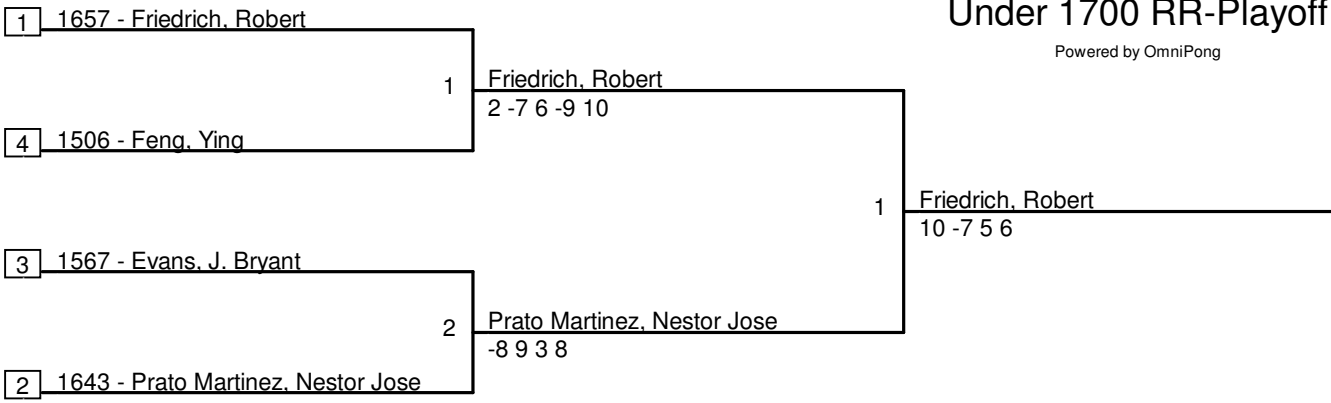 Under 1700 RR-Playoff
Powered by OmniPong
1 1657 - Friedrich, Robert
1 Friedrich, Robert
2 -7 6 -9 10
4 1506 - Feng, Ying
1 Friedrich, Robert
10 -7 5 6
3 1567 - Evans, J. Bryant
2 Prato Martinez, Nestor Jose
-8 9 3 8
2 1643 - Prato Martinez, Nestor Jose